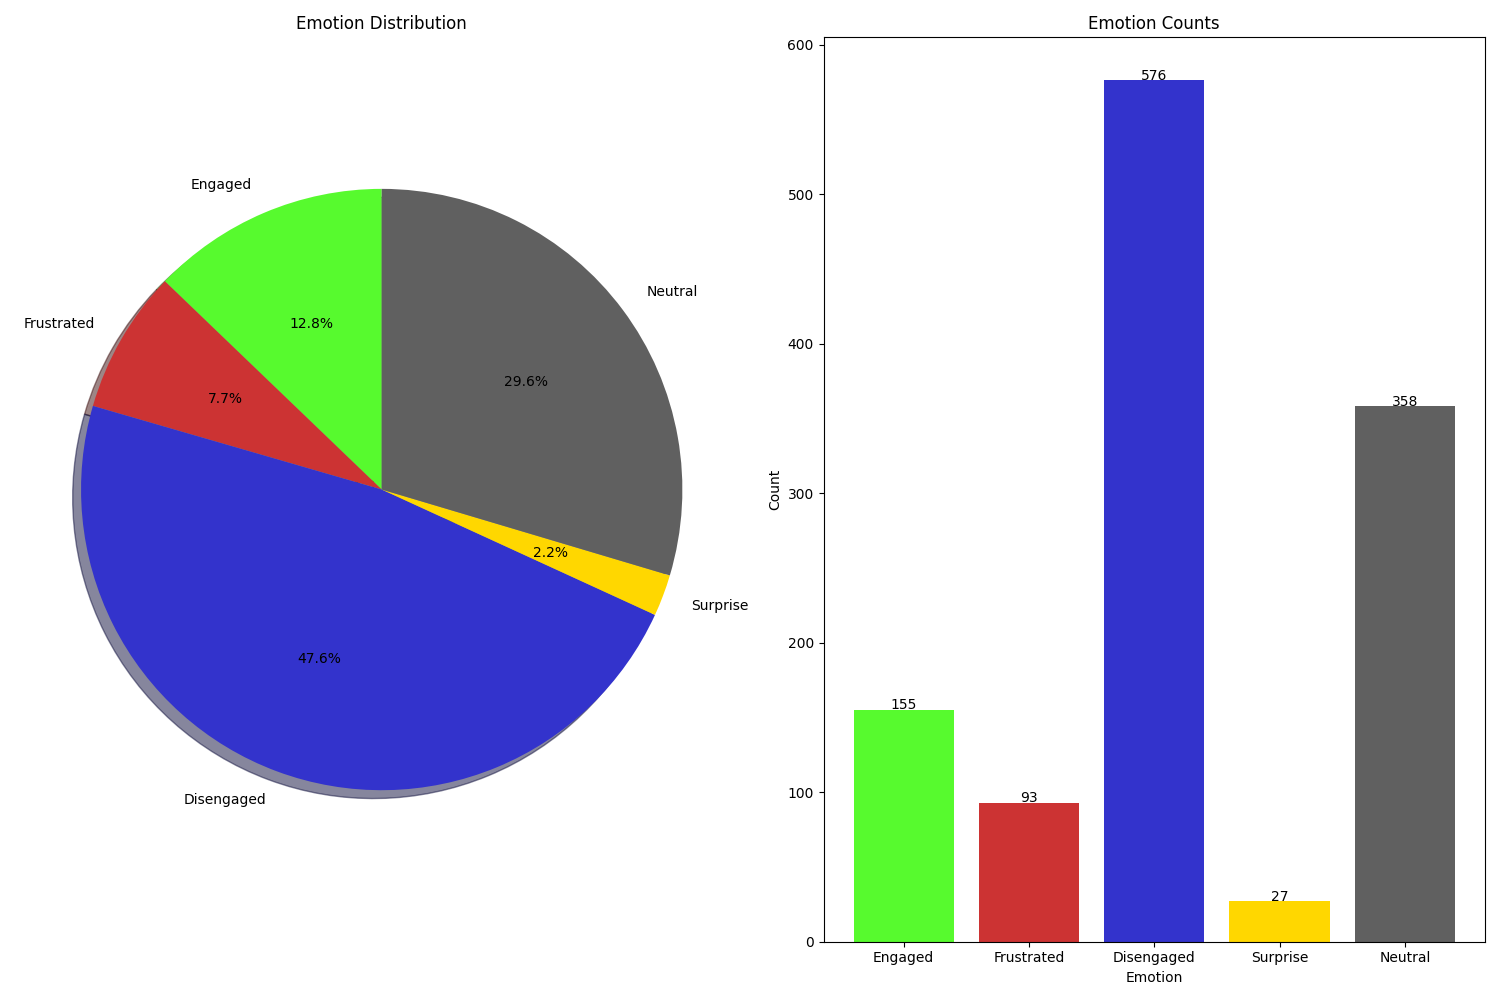 Emotion Distribution
Engaged
Neutral
Frustrated
12.8%
29.6%
7.7%
2.2%
Surprise
47.6%
Disengaged
Emotion Counts
600
576
500
400
358
300
Count
200
155
100
93
27
0
Engaged Frustrated Disengaged Surprise Neutral
Emotion